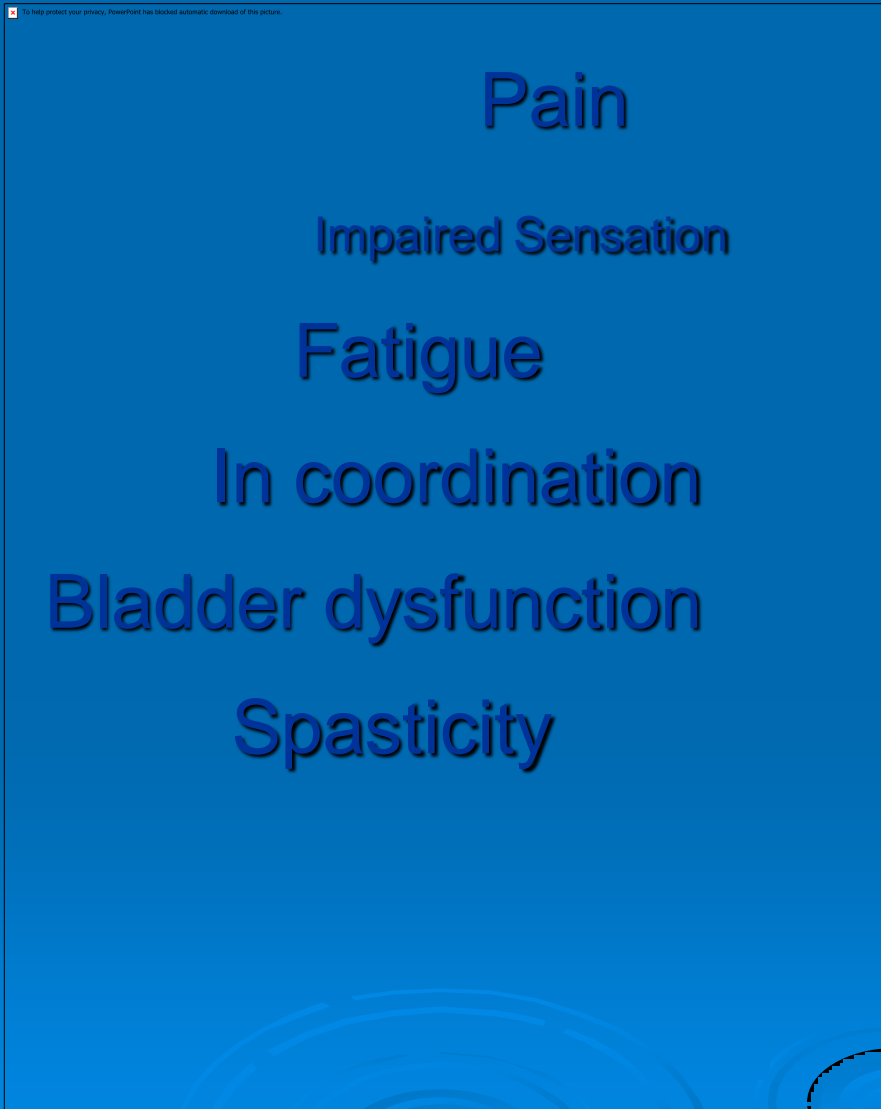 To help protect your privacy, PowerPoint has blocked automatic download of this picture.
Pain
Impaired Sensation
Fatigue
In coordination
Bladder dysfunction
Spasticity